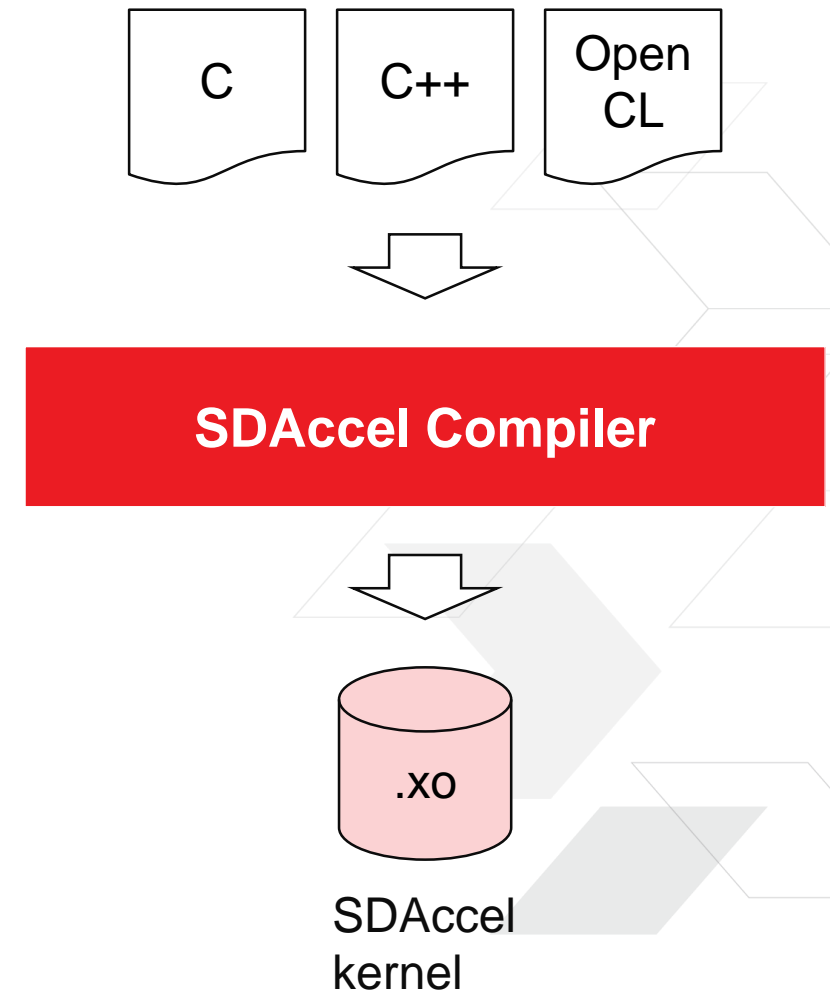 C
C++
Open
CL
SDAccel Compiler
.xo
SDAccel
kernel